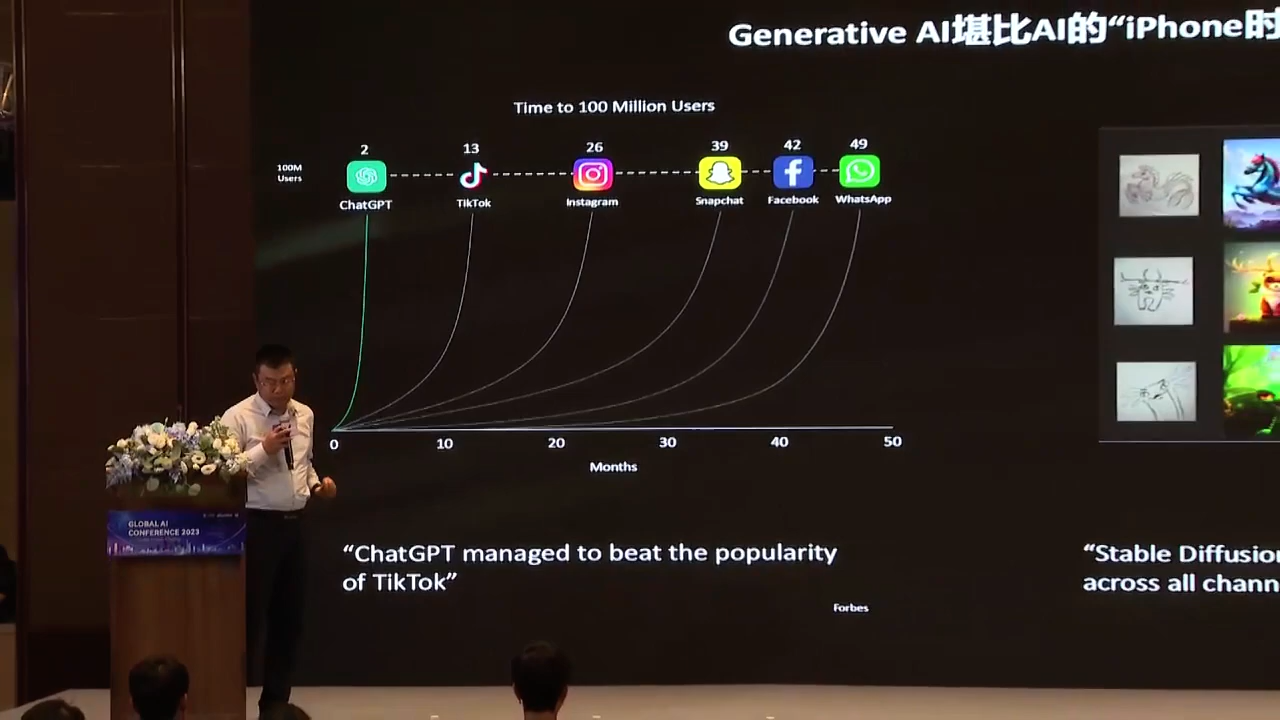 Generative AI堪比AI的“iPhone时
Time to 100 Million Users
2
13
26
39
42
49
100M
Users
ChatGPT
TikTok
Instagram
Snapchat
Facebook
WhatsApp
0
10
20
30
40
50
Months
“ChatGPT managed to beat the popularity
of TikTok”
Forbes
“Stable Diffusion
across all chann
GLOBAL AI
CONFERENCE 2023